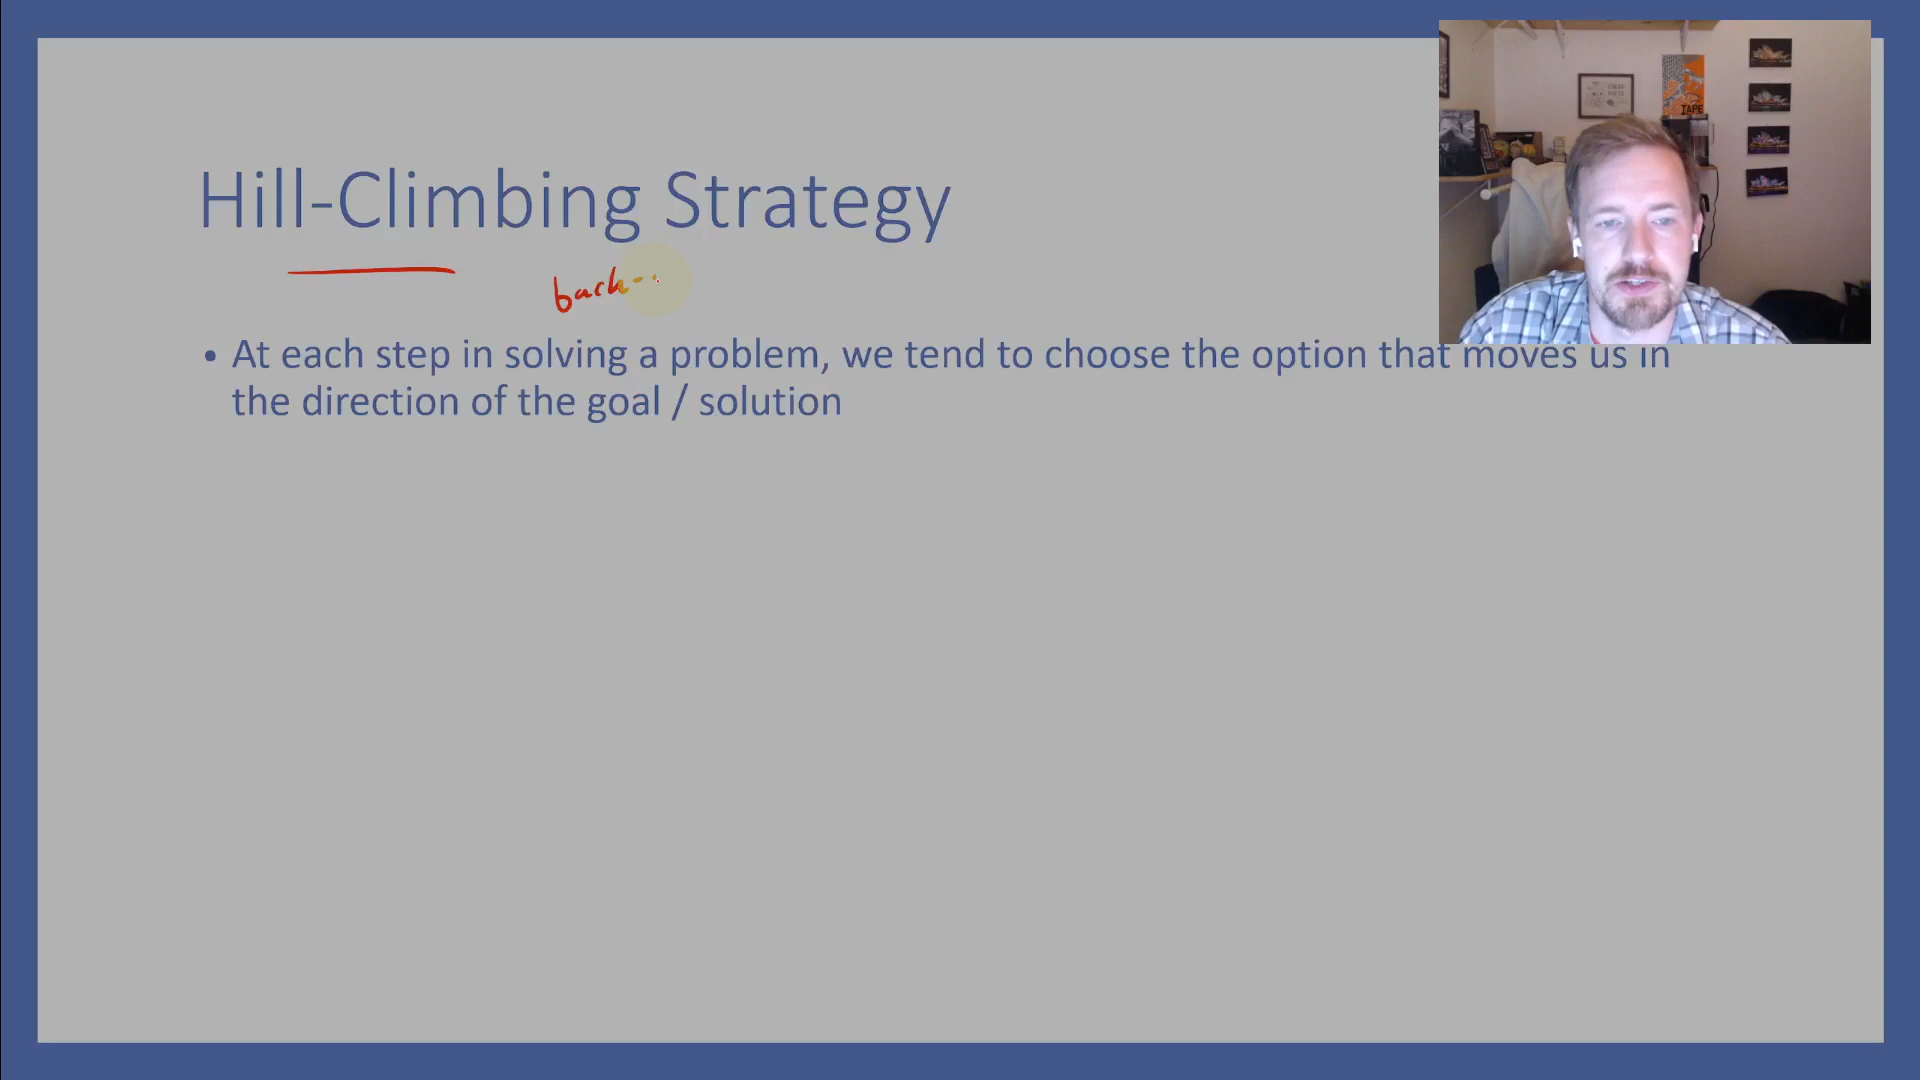 Hill-Climbing Strategy
back-
• At each step in solving a problem, we tend to choose the option that moves us in
the direction of the goal / solution
TAPE